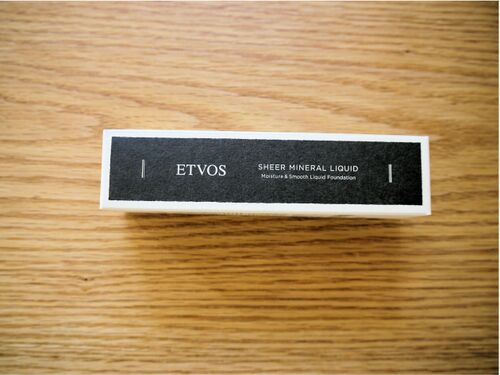 ETVOS
SHEER MINERAL LIQUID
Moisture & Smooth Liquid Foundation